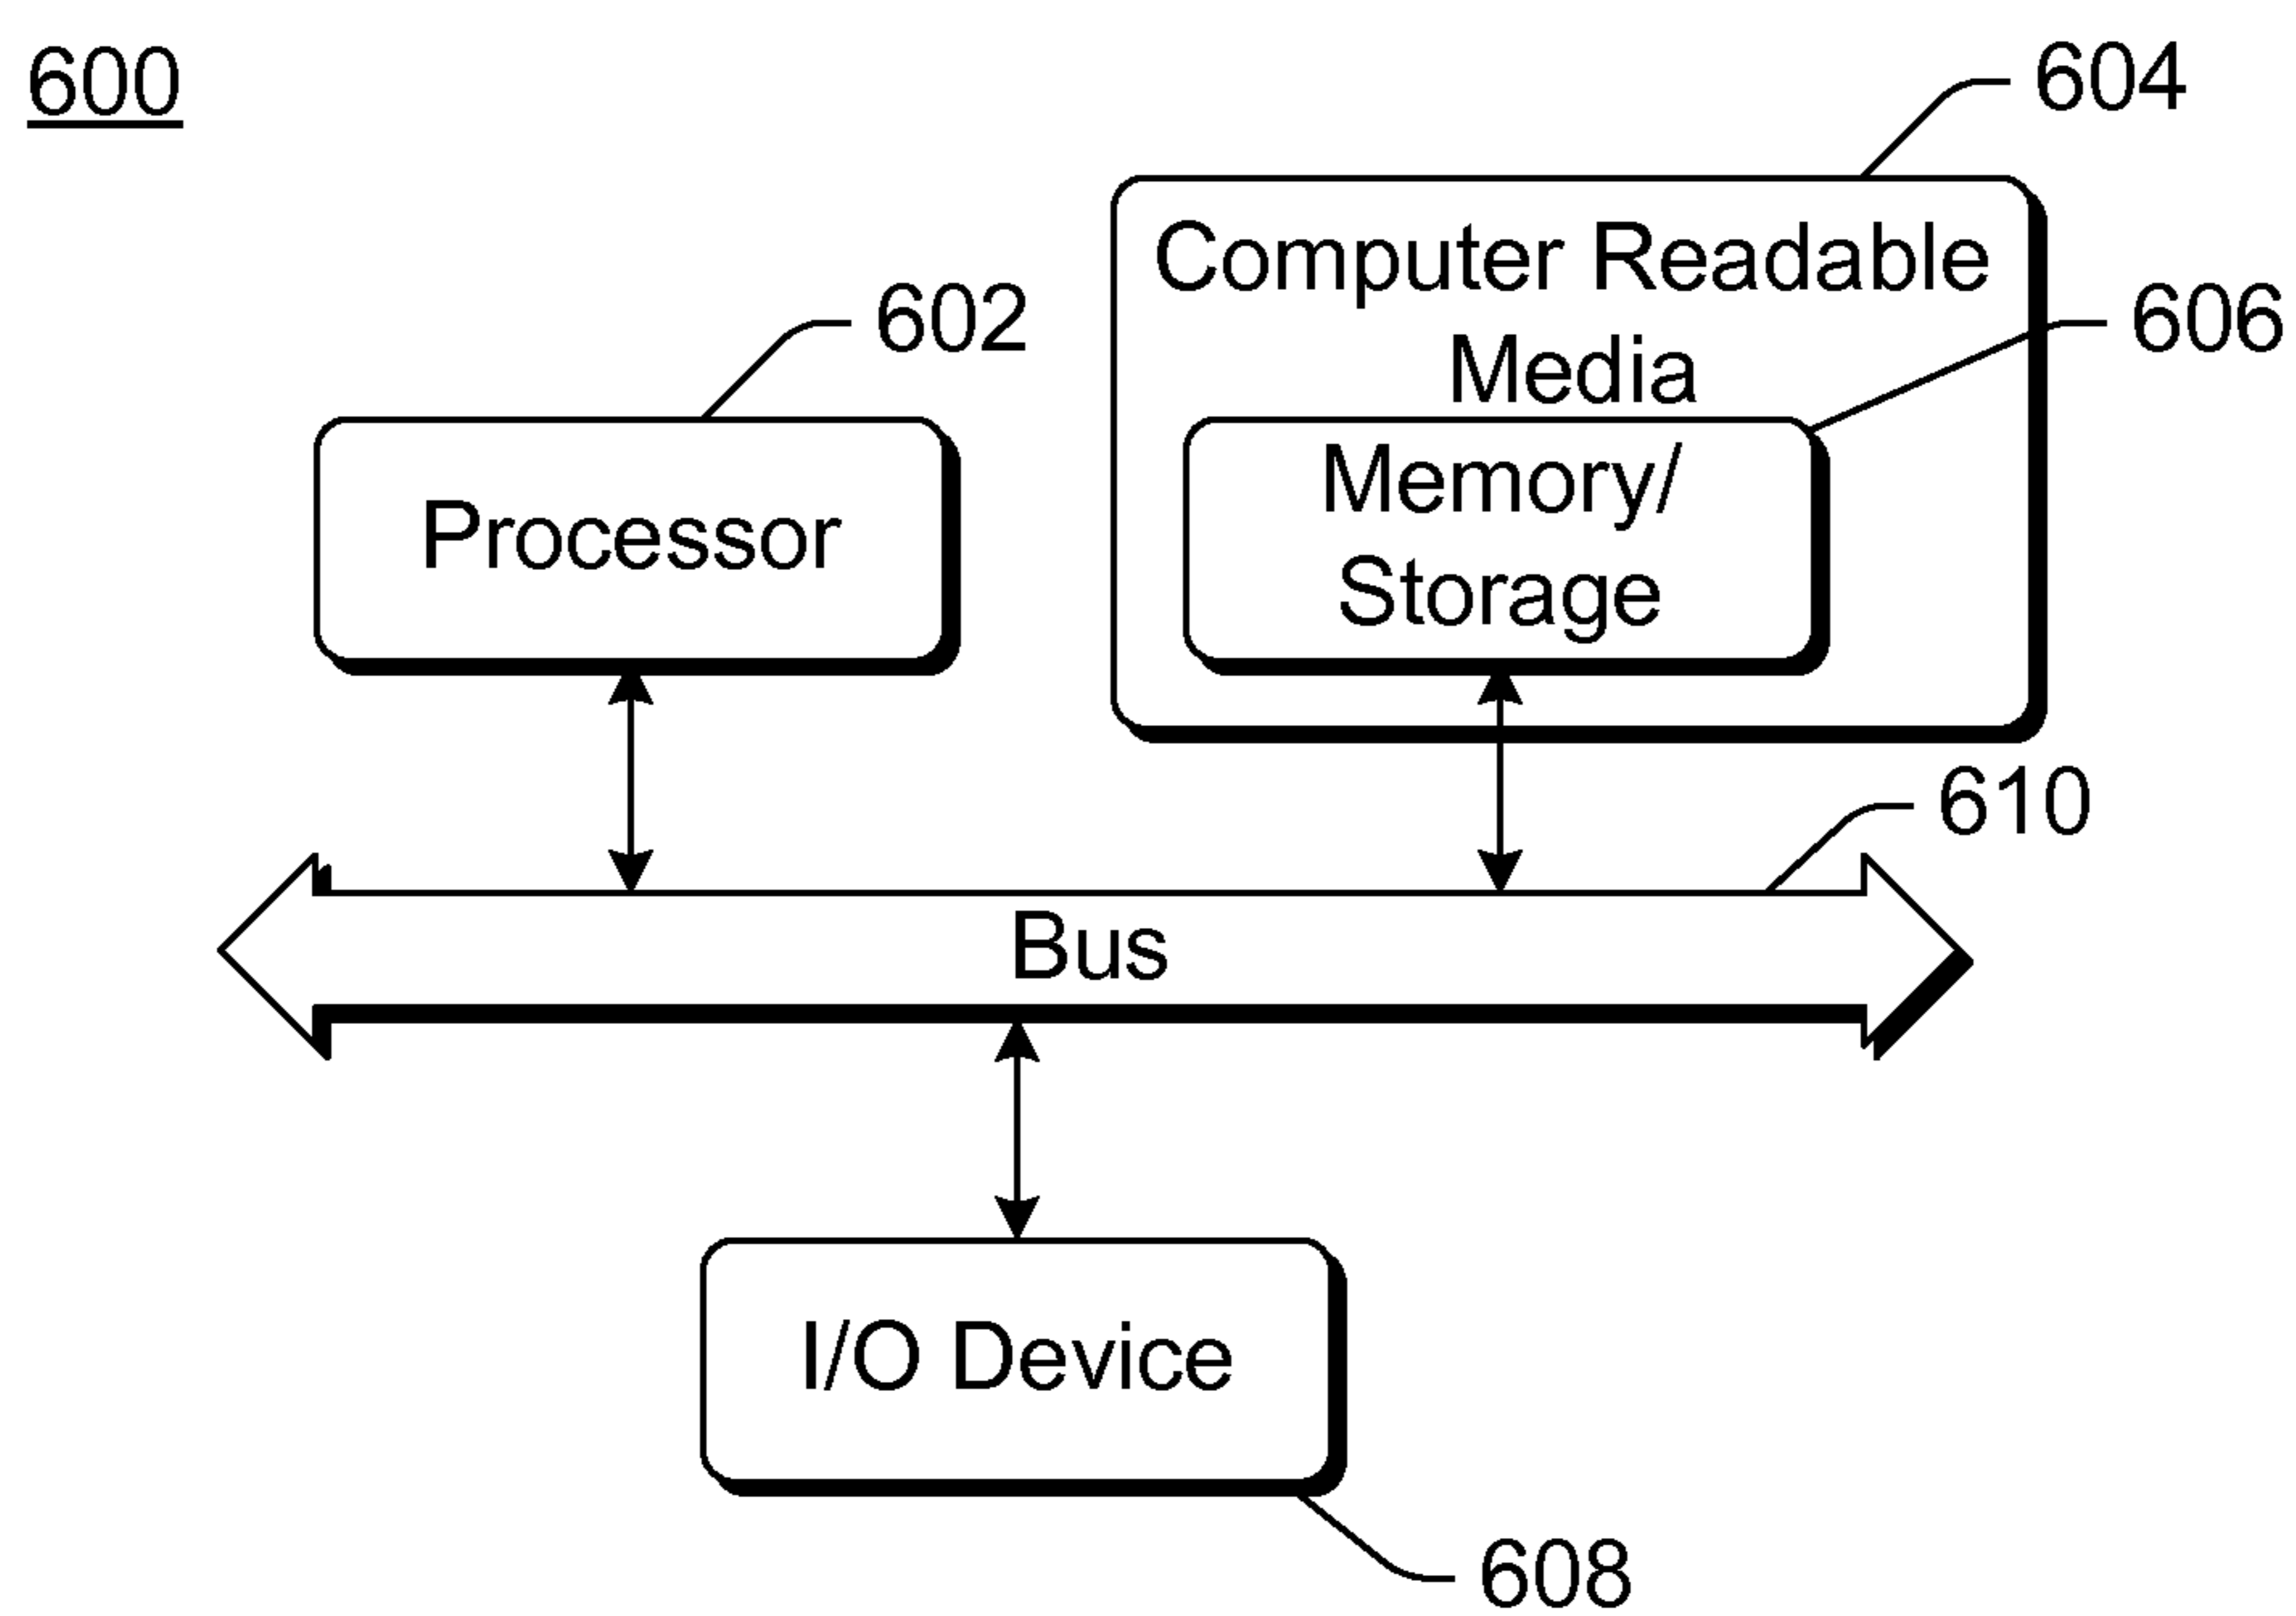 600
604
Computer Readable
Media
602
606
Processor
Memory/
Storage
610
Bus
I/O Device
608